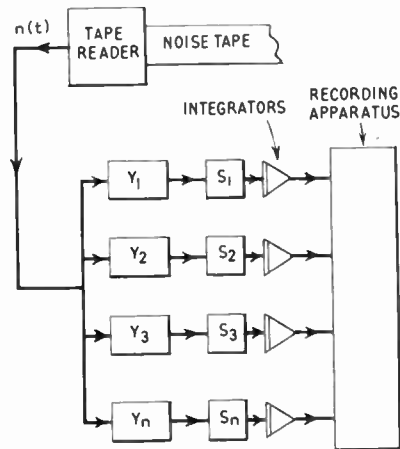 n(t)
TAPE
READER
NOISE TAPE
INTEGRATORS
RECORDING
APPARATUS
Y₁
S₁
Y₂
S₂
Y₃
S₃
Yₙ
Sₙ